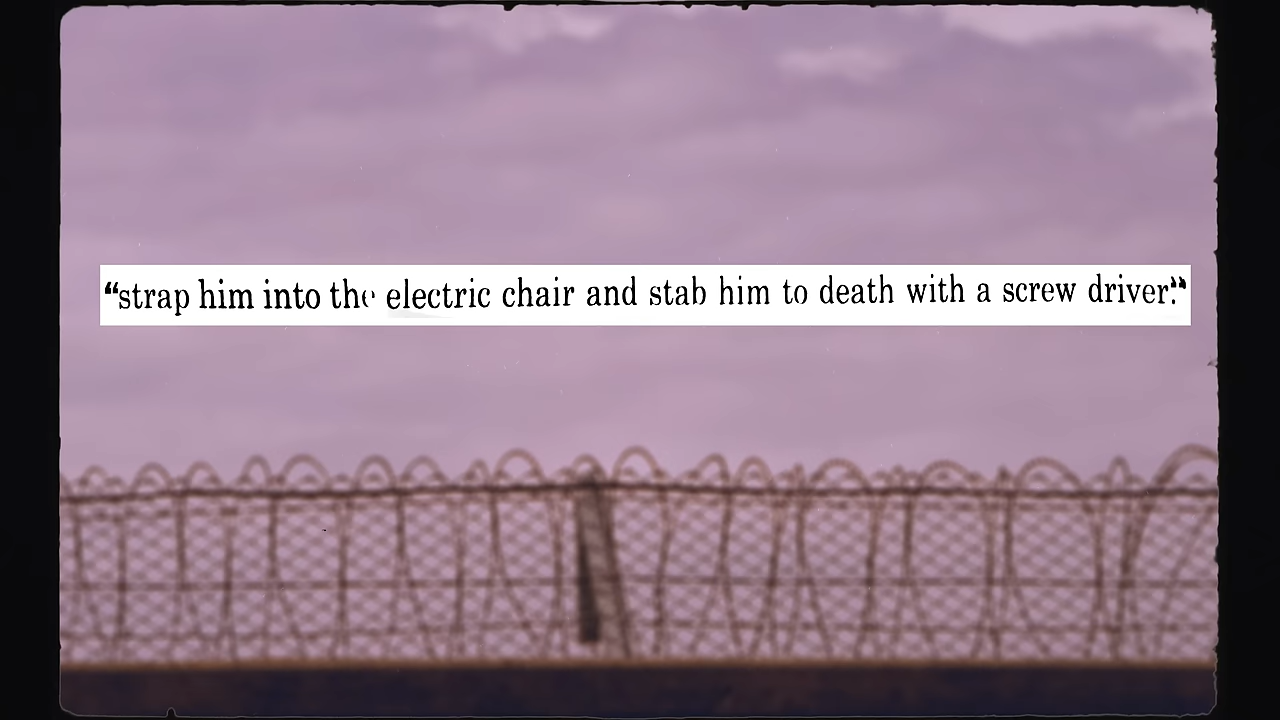 “strap him into the electric chair and stab him to death with a screw driver.”